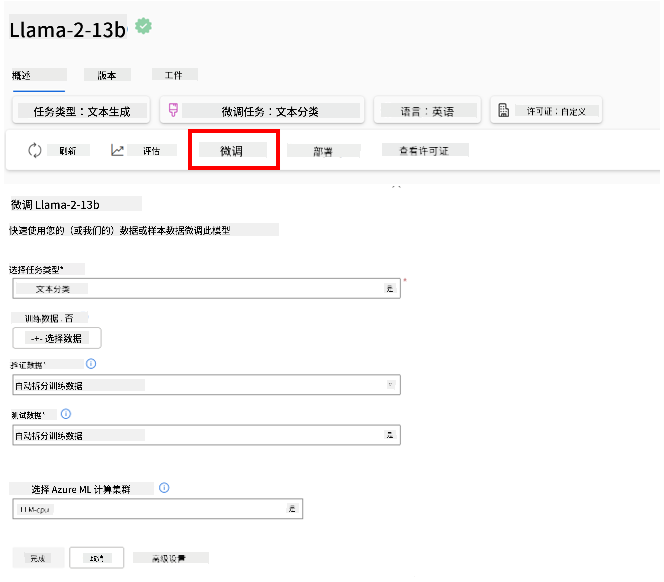 Llama-2-13b
概述 版本 工件
任务类型：文本生成 微调任务：文本分类 语言：英语 许可证：自定义
刷新 评估 微调 部署 查看许可证
微调 Llama-2-13b
快速使用您的（或我们的）数据或样本数据微调此模型
选择任务类型*
文本分类 是
*
训练数据 . 否
-+- 选择数据
验证数据*
自动拆分训练数据
测试数据*
自动拆分训练数据 是
选择 Azure ML 计算集群
是
完成 取消 高级设置